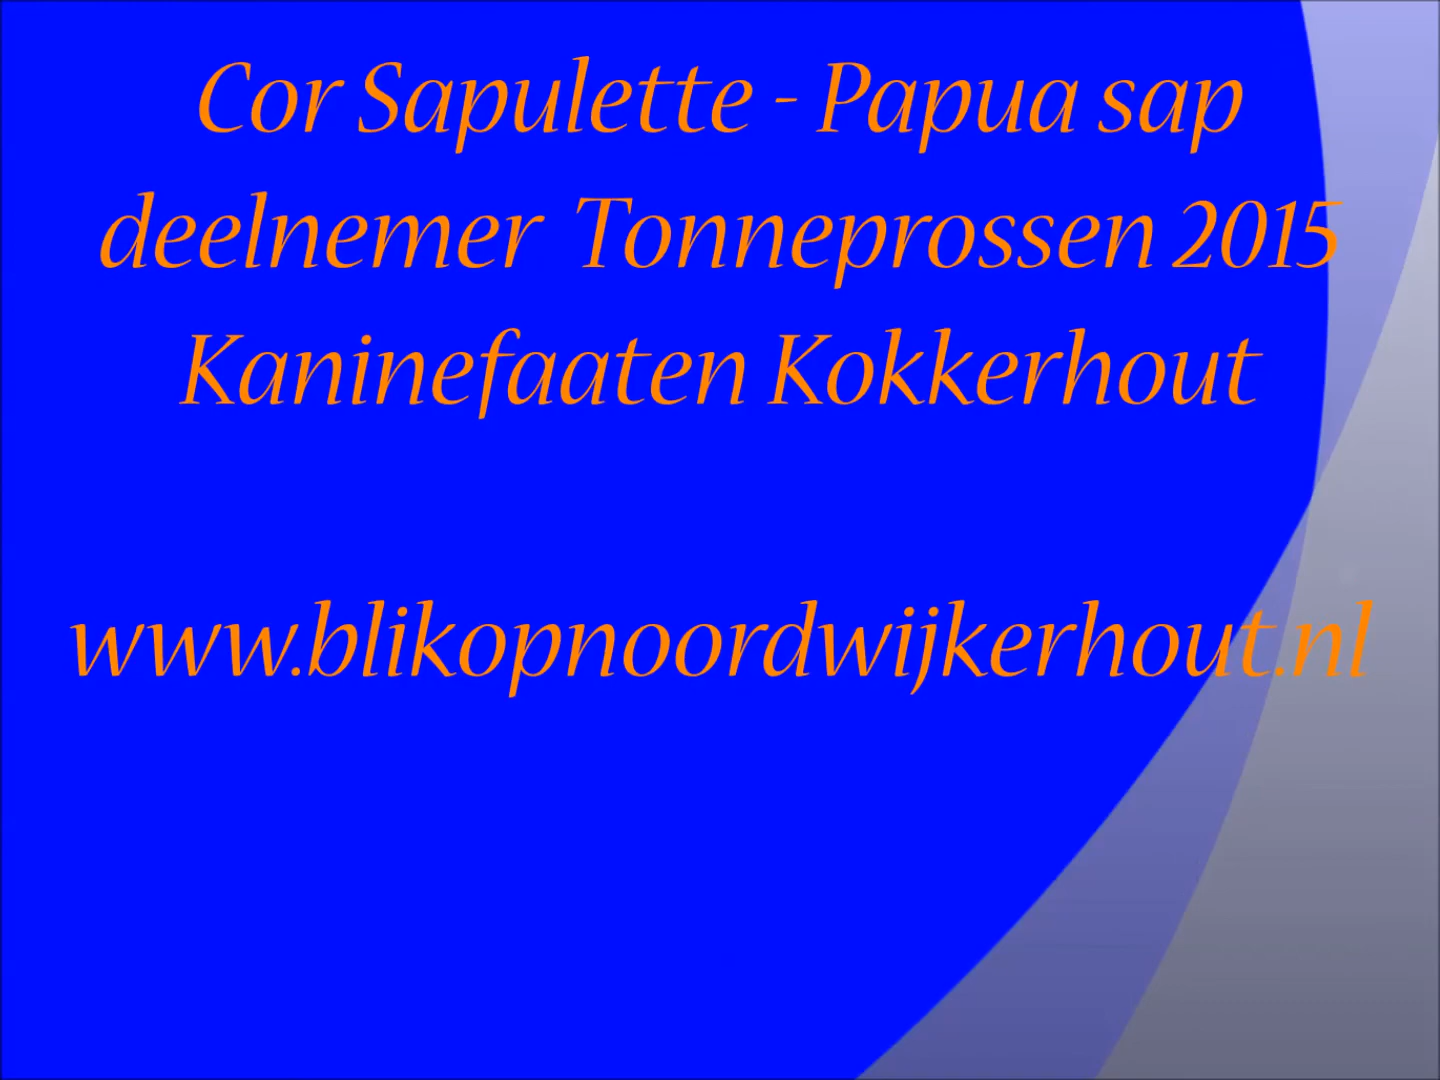 Cor Sapulette - Papua sap
deelnemer Tonneprossen 2015
Kaninefaaten Kokkerhout
www.blikopnoordwijkerhout.nl